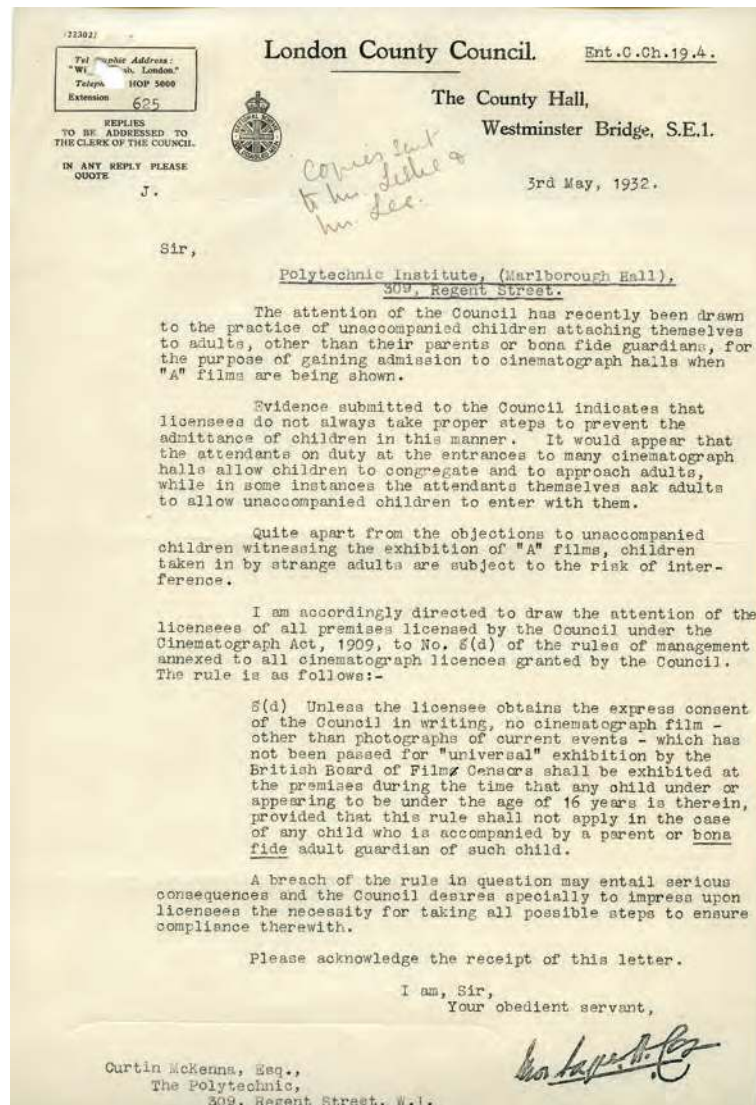 (22302)
Telegraphic Address:
London."
Telephone HOP 5000
Extension 625
REPLIES
TO BE ADDRESSED TO
THE CLERK OF THE COUNCIL.
IN ANY REPLY PLEASE
QUOTE
J.
London County Council.
Ent.C.Ch.19.4.
The County Hall,
Westminster Bridge, S.E.1.
Copies sent
to Mr. Leslie &
Mr. Lee.
3rd May, 1932.
Sir,
Polytechnic Institute, (Marlborough Hall),
309, Regent Street.
The attention of the Council has recently been drawn
to the practice of unaccompanied children attaching themselves
to adults, other than their parents or bona fide guardians, for
the purpose of gaining admission to cinematograph halls when
"A" films are being shown.
Evidence submitted to the Council indicates that
licensees do not always take proper steps to prevent the
admittance of children in this manner. It would appear that
the attendants on duty at the entrances to many cinematograph
halls allow children to congregate and to approach adults,
while in some instances the attendants themselves ask adults
to allow unaccompanied children to enter with them.
Quite apart from the objections to unaccompanied
children witnessing the exhibition of "A" films, children
taken in by strange adults are subject to the risk of inter-
ference.
I am accordingly directed to draw the attention of the
licensees of all premises licensed by the Council under the
Cinematograph Act, 1909, to No. 8(d) of the rules of management
annexed to all cinematograph licences granted by the Council.
The rule is as follows:-
8(d) Unless the licensee obtains the express consent
of the Council in writing, no cinematograph film -
other than photographs of current events - which has
not been passed for "universal" exhibition by the
British Board of Film Censors shall be exhibited at
the premises during the time that any child under or
appearing to be under the age of 16 years is therein,
provided that this rule shall not apply in the case
of any child who is accompanied by a parent or bona
fide adult guardian of such child.
A breach of the rule in question may entail serious
consequences and the Council desires specially to impress upon
licensees the necessity for taking all possible steps to ensure
compliance therewith.
Please acknowledge the receipt of this letter.
I am, Sir,
Your obedient servant,
Curtin McKenna, Esq.,
The Polytechnic,
309, Regent Street, W.1.